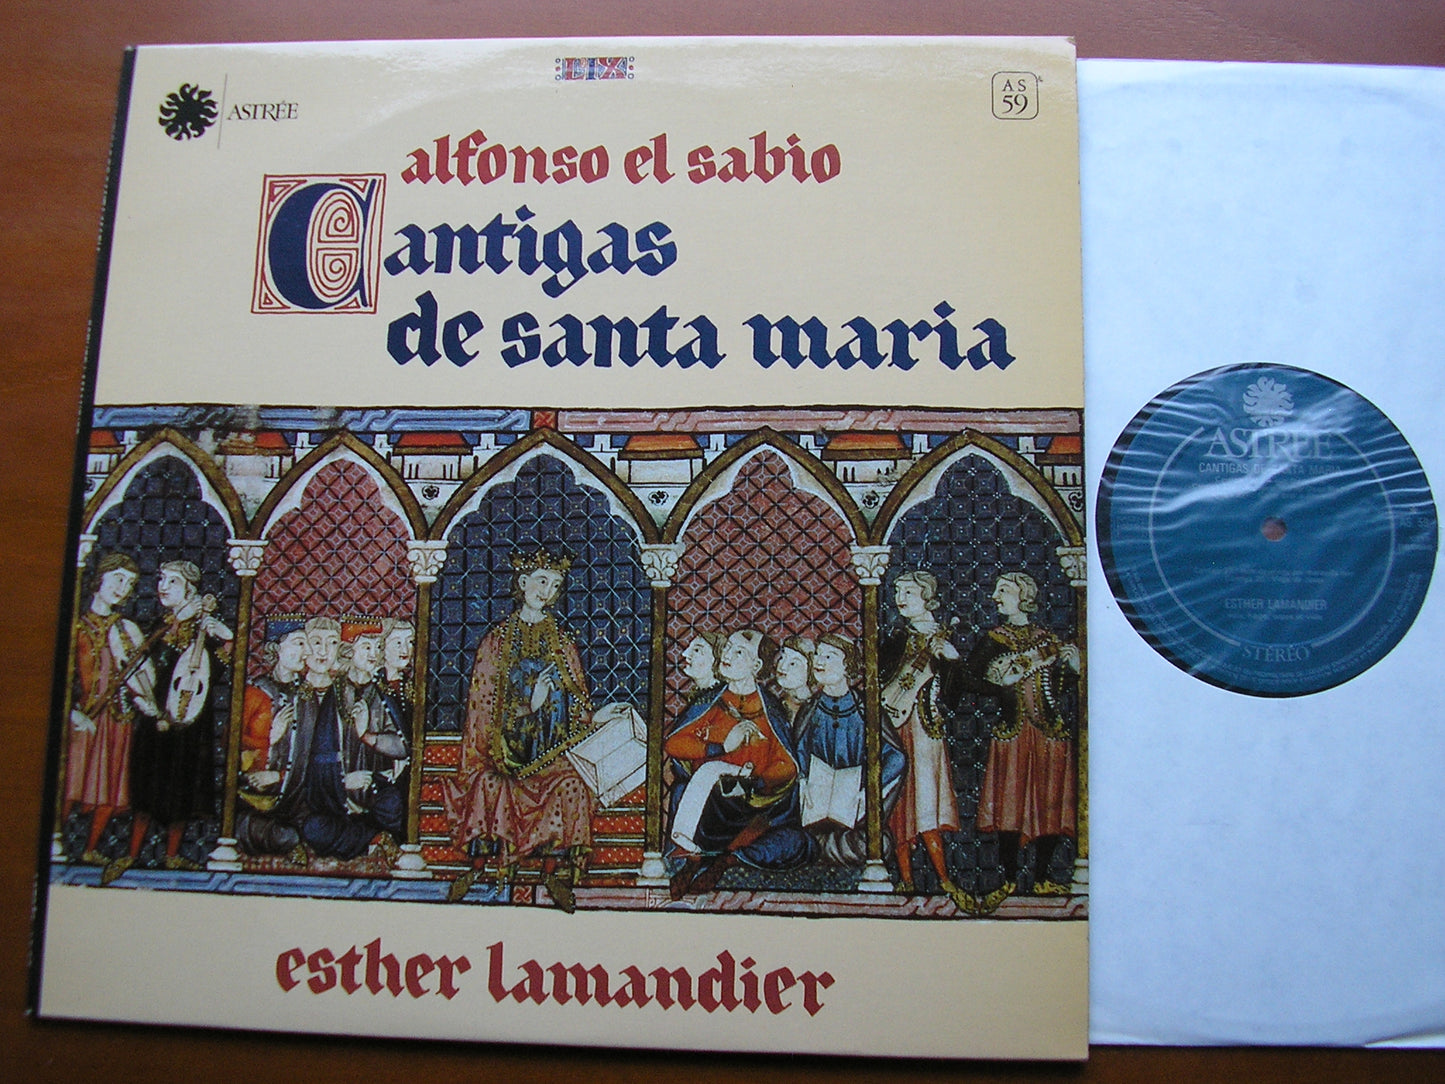 LIX
ASTRÉE
AS
59
alfonso el sabio
Cantigas
de santa maria
esther lamandier
ASTRÉE
CANTIGAS DE SANTA MARIA
ESTHER LAMANDIER
STEREO